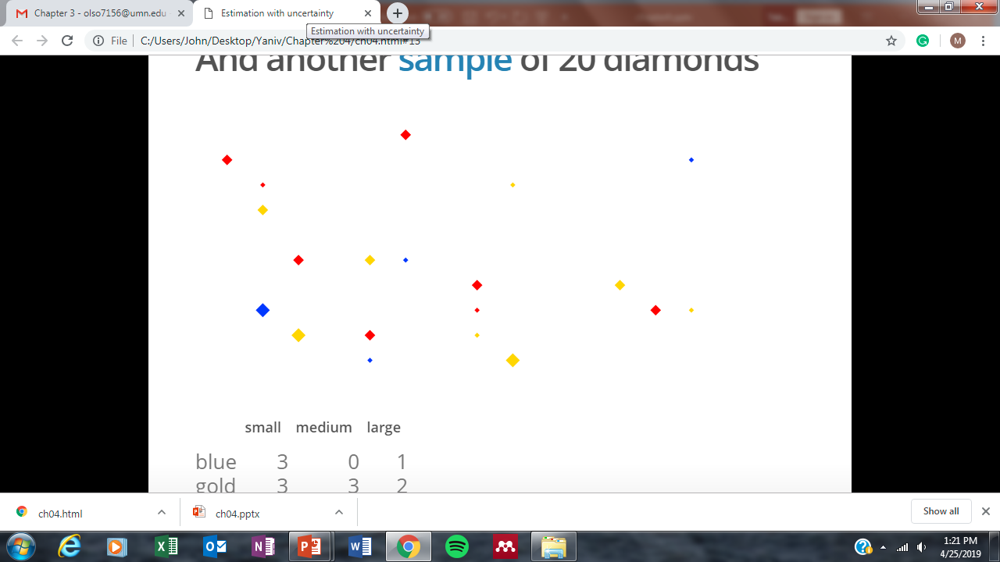 Chapter 3 - olso7156@umn.edu
Estimation with uncertainty
Estimation with uncertainty
File
C:/Users/John/Desktop/Yaniv/Chapter%204/ch04.html#13
M
And another sample of 20 diamonds
small medium large
blue 3 0 1
gold 3 3 2
ch04.html
ch04.pptx
Show all
1:21 PM
4/25/2019